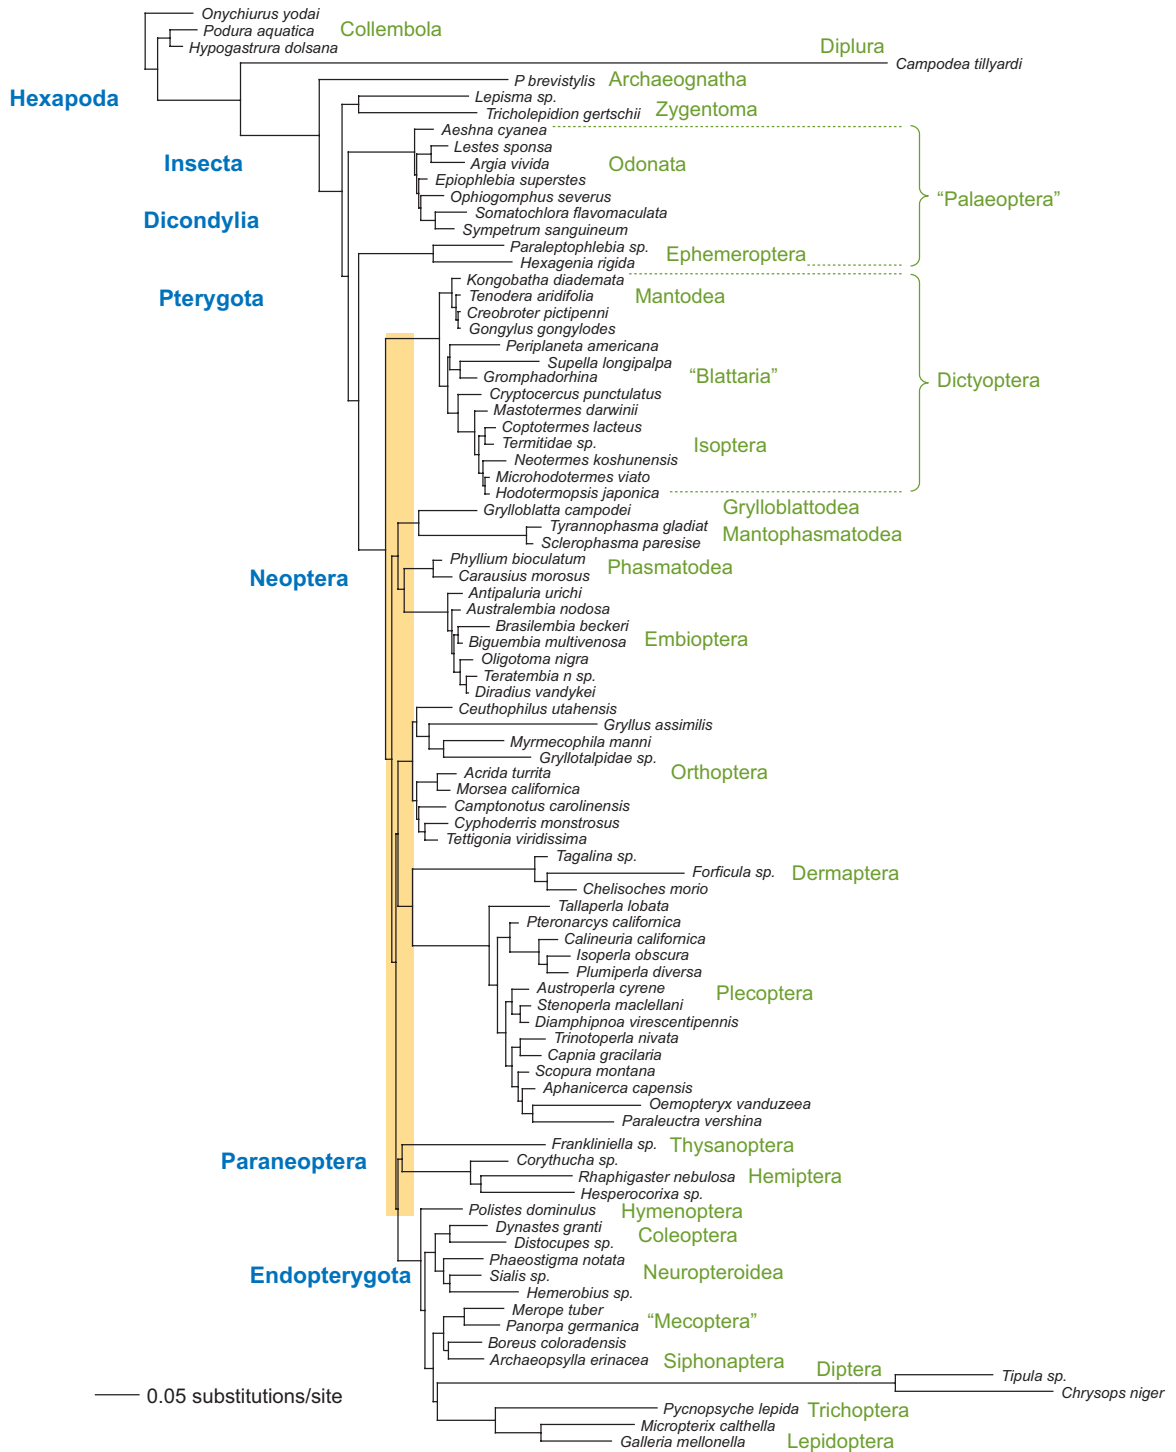 Onychiurus yodai
Podura aquatica
Collembola
Hypogastrura dolsana
Diplura
Campodea tillyardi
P brevistylis
Archaeognatha
Hexapoda
Lepisma sp.
Tricholepidion gertschii
Zygentoma
Aeshna cyanea
Lestes sponsa
Insecta
Argia vivida
Odonata
Epiophlebia superstes
Ophiogomphus severus
“Palaeoptera”
Dicondylia
Somatochlora flavomaculata
Sympetrum sanguineum
Paraleptophlebia sp.
Ephemeroptera
Hexagenia rigida
Kongobatha diademata
Pterygota
Tenodera aridifolia
Mantodea
Creobroter pictipenni
Gongylus gongylodes
Periplaneta americana
Supella longipalpa
Gromphadorhina
“Blattaria”
Dictyoptera
Cryptocercus punctulatus
Mastotermes darwinii
Coptotermes lacteus
Termitidae sp.
Isoptera
Neotermes koshunensis
Microhodotermes viato
Hodotermopsis japonica
Grylloblatta campodei
Grylloblattodea
Tyrannophasma gladiat
Mantophasmatodea
Sclerophasma paresise
Phyllium bioculatum
Phasmatodea
Neoptera
Carausius morosus
Antipaluria urichi
Australembia nodosa
Brasilembia beckeri
Biguembia multivenosa
Embioptera
Oligotoma nigra
Teratembia n sp.
Diradius vandykei
Ceuthophilus utahensis
Gryllus assimilis
Myrmecophila manni
Gryllotalpidae sp.
Orthoptera
Acrida turrita
Morsea californica
Camptonotus carolinensis
Cyphoderris monstrosus
Tettigonia viridissima
Tagalina sp.
Forficula sp.
Dermaptera
Chelisoches morio
Tallaperla lobata
Pteronarcys californica
Calineuria californica
Isoperla obscura
Plumiperla diversa
Austroperla cyrene
Plecoptera
Stenoperla maclellani
Diamphipnoa virescentipennis
Trinotoperla nivata
Capnia gracilaria
Scopura montana
Aphanicerca capensis
Oemopteryx vanduzeea
Paraleuctra vershina
Frankliniella sp.
Thysanoptera
Paraneoptera
Corythucha sp.
Rhaphigaster nebulosa
Hemiptera
Hesperocorixa sp.
Polistes dominulus
Hymenoptera
Dynastes granti
Coleoptera
Distocupes sp.
Phaeostigma notata
Neuropteroidea
Endopterygota
Sialis sp.
Hemerobius sp.
Merope tuber
Panorpa germanica
“Mecoptera”
Boreus coloradensis
Archaeopsylla erinacea
Siphonaptera
Diptera
Tipula sp.
Chrysops niger
0.05 substitutions/site
Pycnopsyche lepida
Trichoptera
Micropterix calthella
Galleria mellonella
Lepidoptera